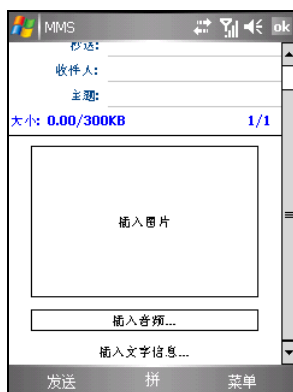 MMS ok
抄送:
收件人:
主题:
大小: 0.00/300KB 1/1
插入图片
插入音频...
插入文字信息...
发送 拼 菜单